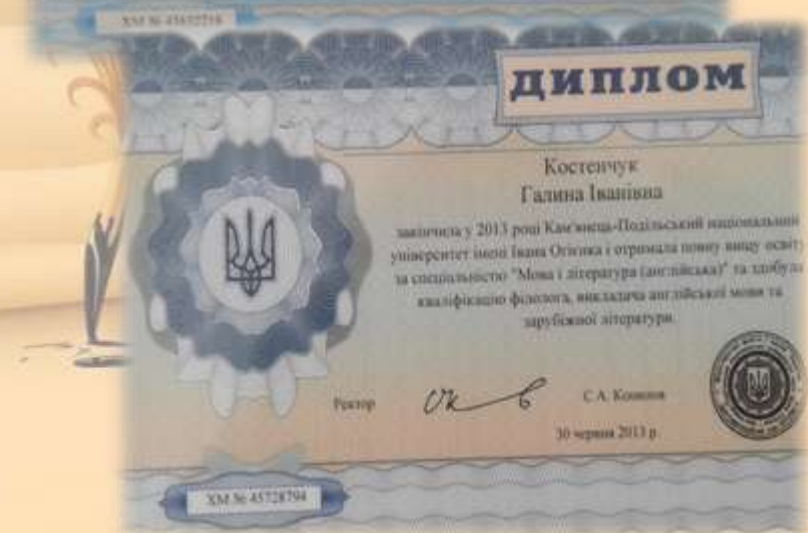 ДИПЛОМ
Костенчук
Галина Іванівна
закінчила у 2013 році Кам'янець-Подільський національний
університет імені Івана Огієнка і отримала повну вищу освіту
за спеціальністю "Мова і література (англійська)" та здобула
кваліфікацію філолога, викладача англійської мови та
зарубіжної літератури.
Ректор С.А.
30 червня 2013 р.
ХМ № 45728794